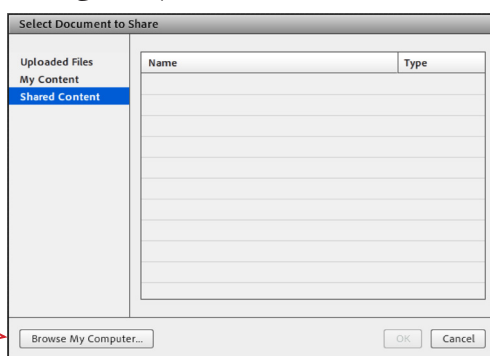 Select Document to Share
Uploaded Files
My Content
Shared Content
Name Type
Browse My Computer... OK Cancel